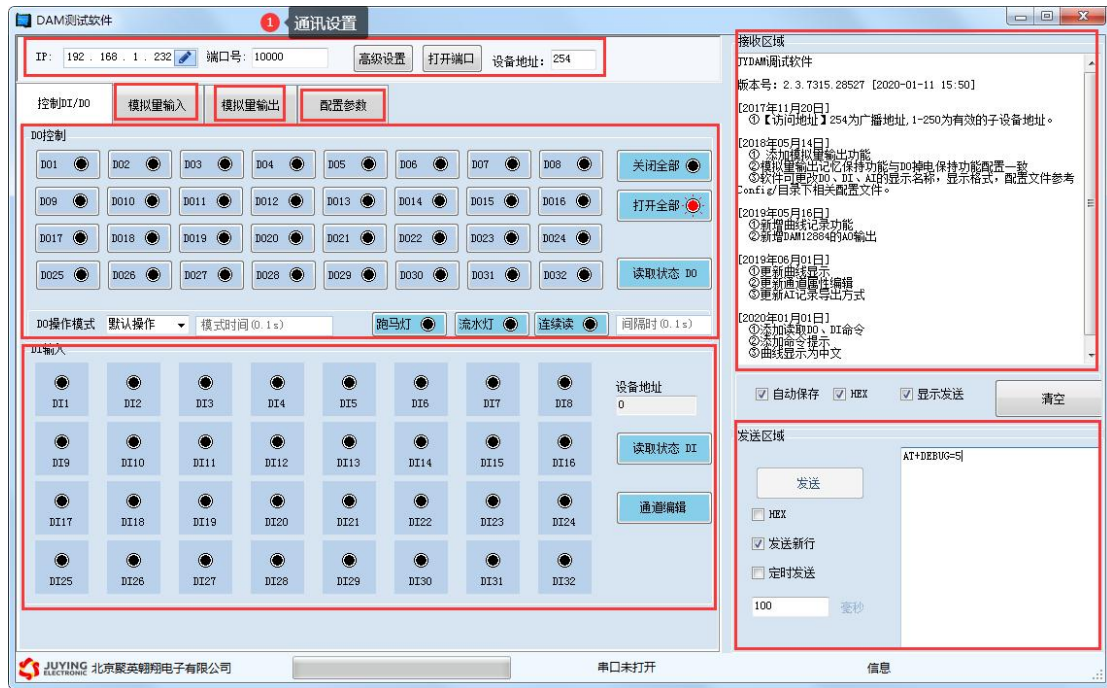 DAM测试软件
1 通讯设置
IP: 192 . 168 . 1 . 232 端口号: 10000 高级设置 打开端口 设备地址: 254
控制DI/DO 模拟量输入 模拟量输出 配置参数
DO控制
DO1 DO2 DO3 DO4 DO5 DO6 DO7 DO8 关闭全部
DO9 DO10 DO11 DO12 DO13 DO14 DO15 DO16 打开全部
DO17 DO18 DO19 DO20 DO21 DO22 DO23 DO24
DO25 DO26 DO27 DO28 DO29 DO30 DO31 DO32 读取状态 DO
DO操作模式 默认操作 模式时间(0.1s) 跑马灯 流水灯 连续读 间隔时(0.1s)
DI输入
DI1 DI2 DI3 DI4 DI5 DI6 DI7 DI8
设备地址
0
DI9 DI10 DI11 DI12 DI13 DI14 DI15 DI16
读取状态 DI
DI17 DI18 DI19 DI20 DI21 DI22 DI23 DI24
通道编辑
DI25 DI26 DI27 DI28 DI29 DI30 DI31 DI32
接收区域
JYDAM调试软件
版本号: 2.3.7315.28527 [2020-01-11 15:50]
[2017年11月20日]
①【访问地址】254为广播地址,1-250为有效的子设备地址。
[2018年05月14日]
① 添加模拟量输出功能
②模拟量输出记忆保持功能与DO掉电保持功能配置一致
③软件可更改DO、DI、AI的显示名称，显示格式，配置文件参考
Config/目录下相关配置文件。
[2019年05月16日]
①新增曲线记录功能
②新增DAM12884的AO输出
[2019年06月01日]
①更新曲线显示
②更新通道属性编辑
③更新AI记录导出方式
[2020年01月01日]
①添加读取DO、DI命令
②添加命令提示
③曲线显示为中文
自动保存 HEX 显示发送 清空
发送区域
AT+DEBUG=5
发送
HEX
发送新行
定时发送
100 毫秒
JUYING ELECTRONIC 北京聚英翱翔电子有限公司 串口未打开 信息